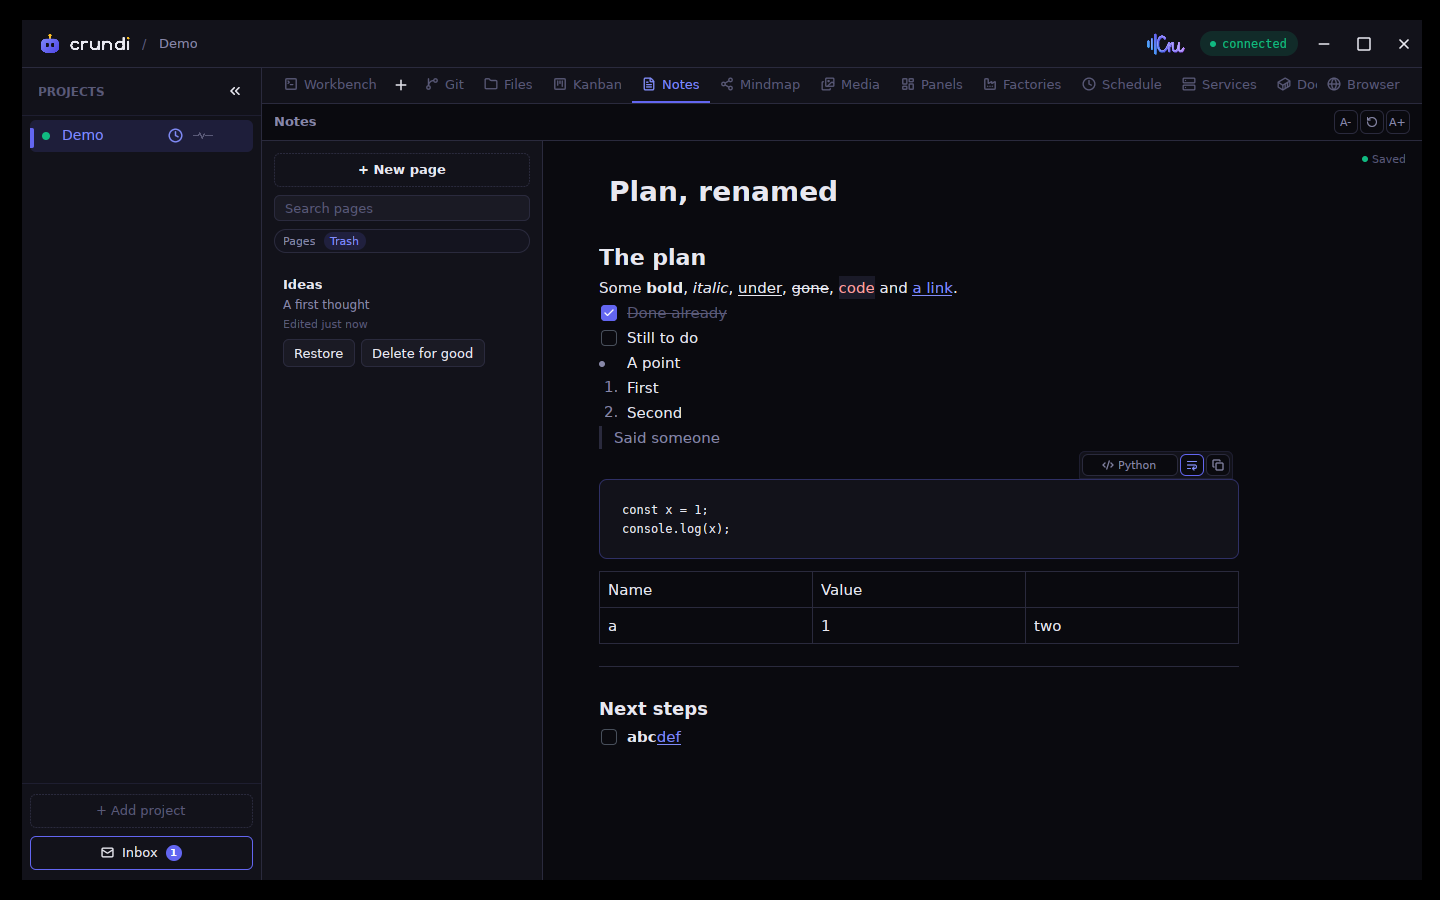 crundi / Demo
Cru
connected
PROJECTS
Workbench
Git
Files
Kanban
Notes
Mindmap
Media
Panels
Factories
Schedule
Services
Doc
Browser
Demo
Notes
A-
A+
+ New page
Search pages
Pages
Trash
Ideas
A first thought
Edited just now
Restore
Delete for good
Saved
Plan, renamed
The plan
Some bold, italic, under, gone, code and a link.
Done already
Still to do
A point
1. First
2. Second
Said someone
Python
const x = 1;
console.log(x);
Name Value
a 1 two
Next steps
abcdef
+ Add project
Inbox 1